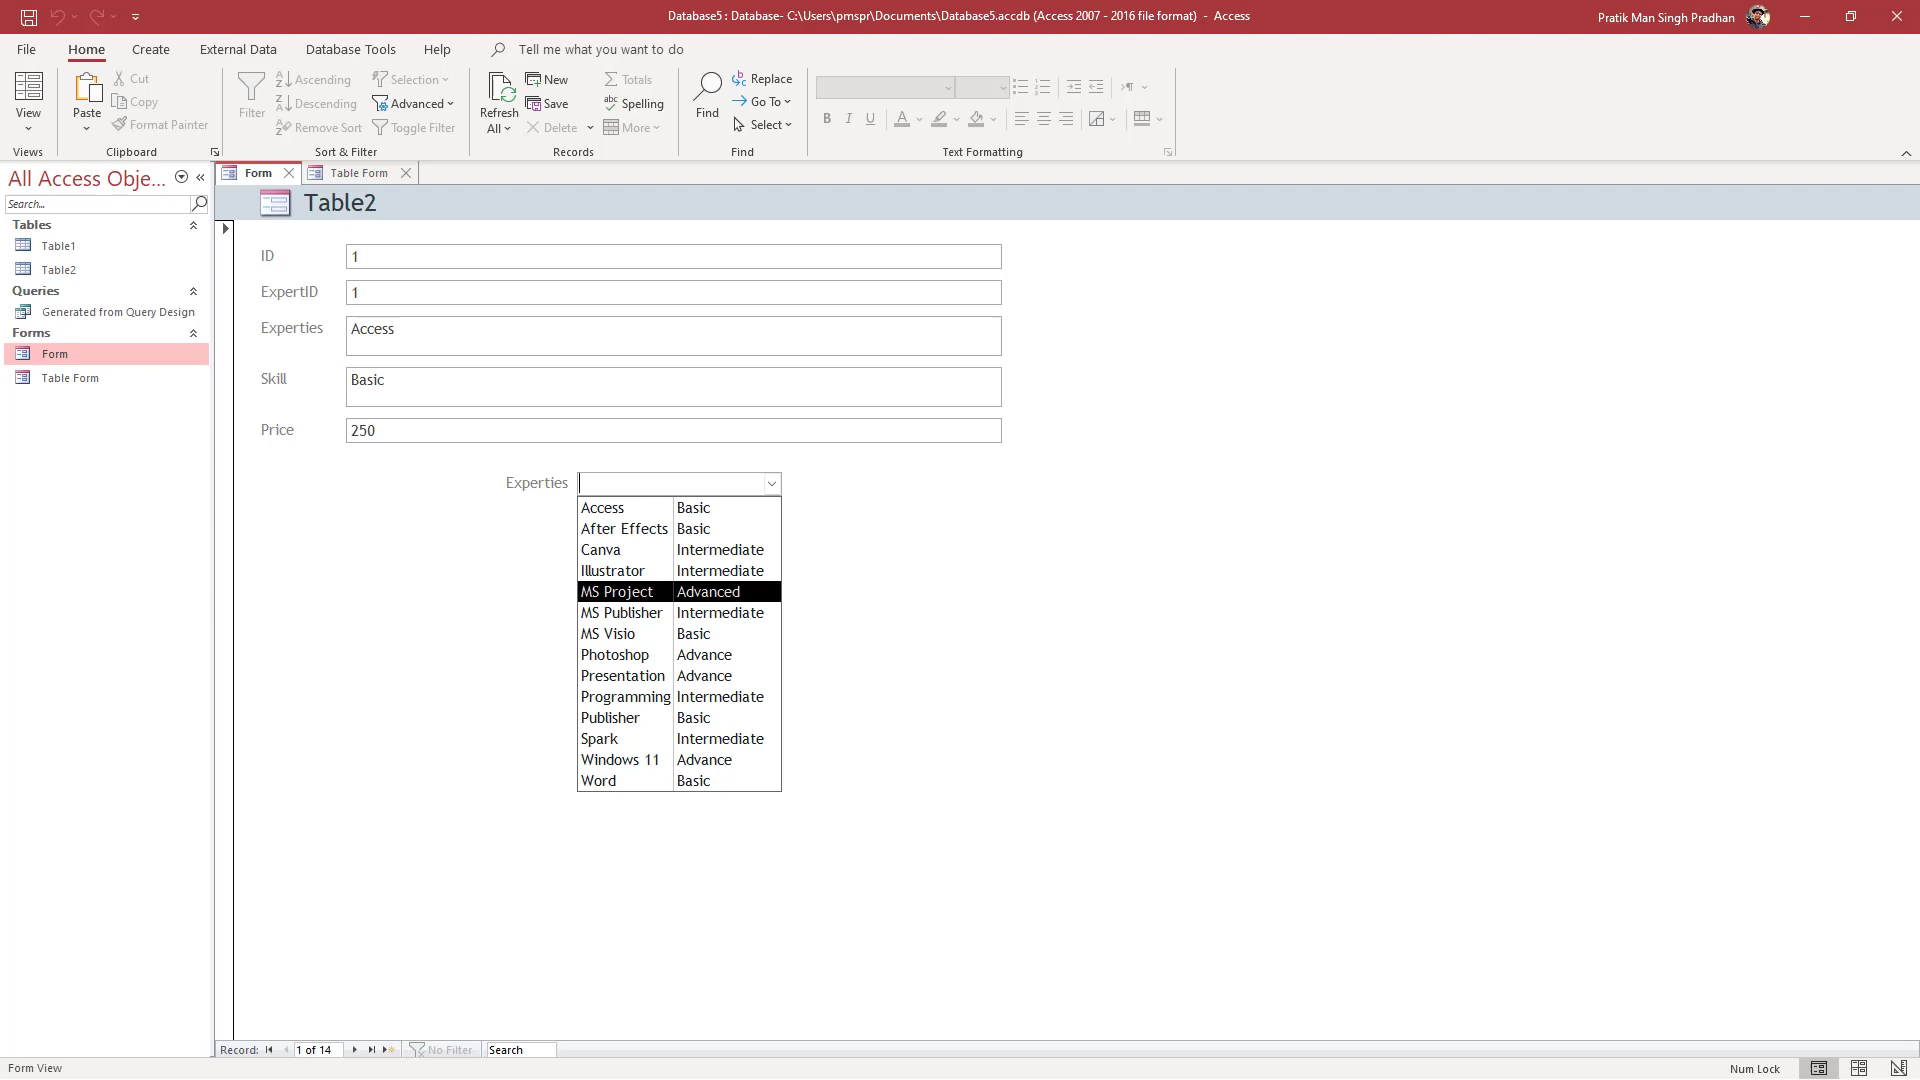 Database5 : Database- C:\Users\pmspr\Documents\Database5.accdb (Access 2007 - 2016 file format) - Access
Pratik Man Singh Pradhan
File Home Create External Data Database Tools Help Tell me what you want to do
View
Views
Paste
Cut
Copy
Format Painter
Clipboard
Filter
Ascending
Descending
Remove Sort
Selection
Advanced
Toggle Filter
Sort & Filter
Refresh
All
New
Save
Delete
Totals
Spelling
More
Records
Find
Replace
Go To
Select
Find
B I U
Text Formatting
All Access Obje...
Search...
Tables
Table1
Table2
Queries
Generated from Query Design
Forms
Form
Table Form
Form
Table Form
Table2
ID 1
ExpertID 1
Experties Access
Skill Basic
Price 250
Experties
Access Basic
After Effects Basic
Canva Intermediate
Illustrator Intermediate
MS Project Advanced
MS Publisher Intermediate
MS Visio Basic
Photoshop Advance
Presentation Advance
Programming Intermediate
Publisher Basic
Spark Intermediate
Windows 11 Advance
Word Basic
Record: 1 of 14 No Filter Search
Form View
Num Lock